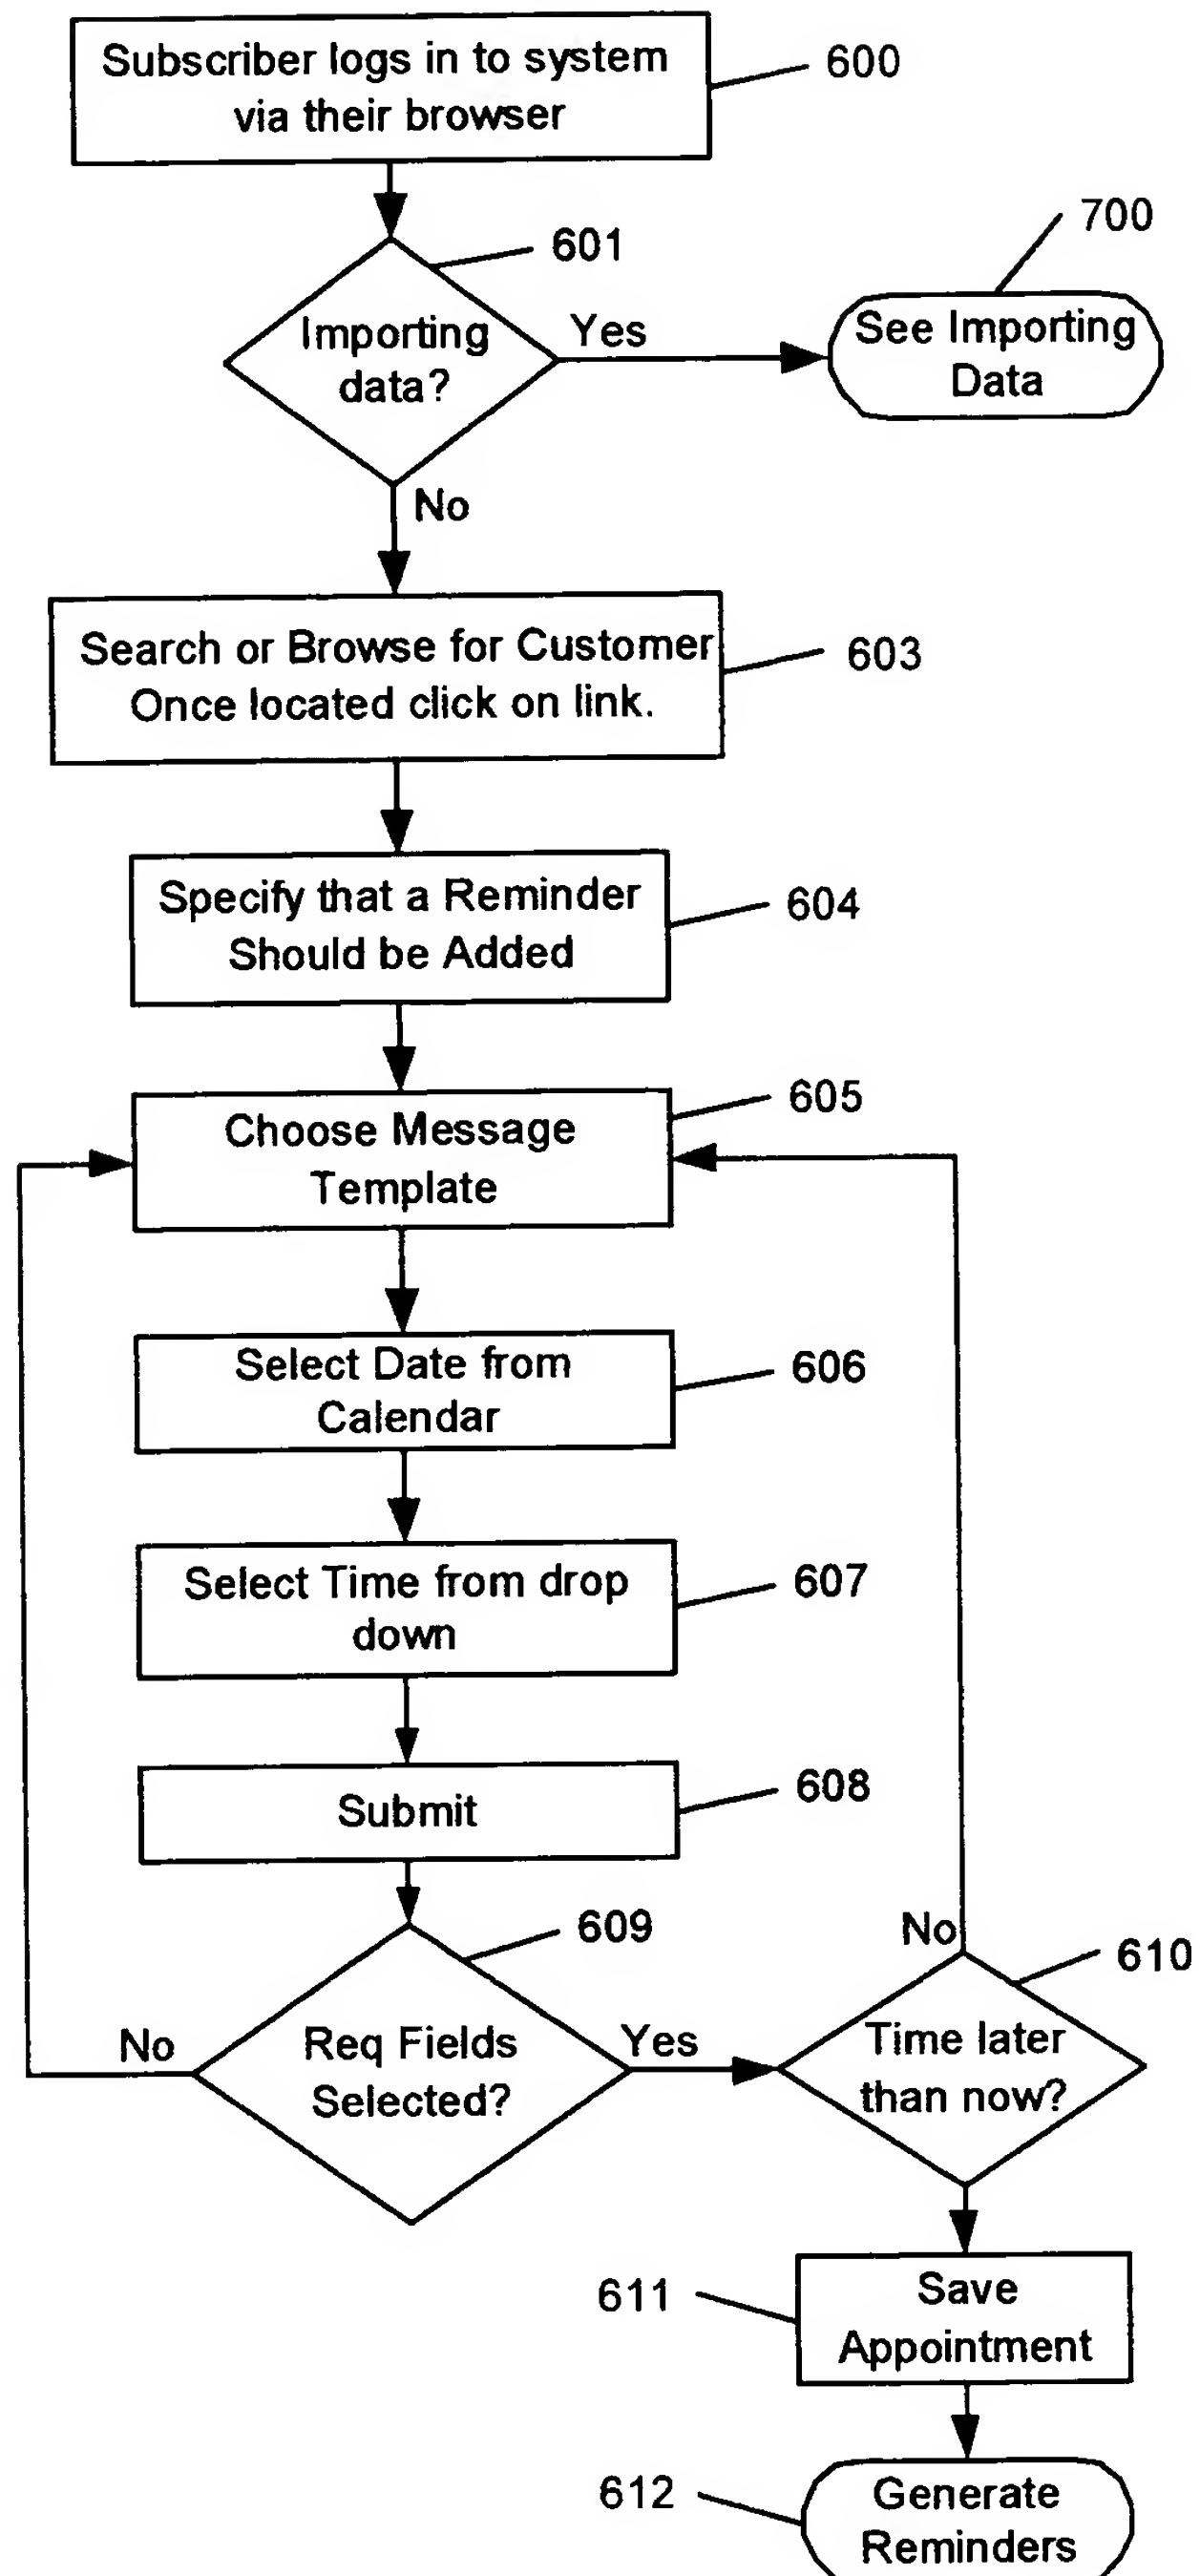 Subscriber logs in to system
via their browser
600
601
700
Importing
data?
Yes
See Importing
Data
No
Search or Browse for Customer
Once located click on link.
603
Specify that a Reminder
Should be Added
604
Choose Message
Template
605
Select Date from
Calendar
606
Select Time from drop
down
607
Submit
608
609
No
610
No
Req Fields
Selected?
Yes
Time later
than now?
611
Save
Appointment
612
Generate
Reminders